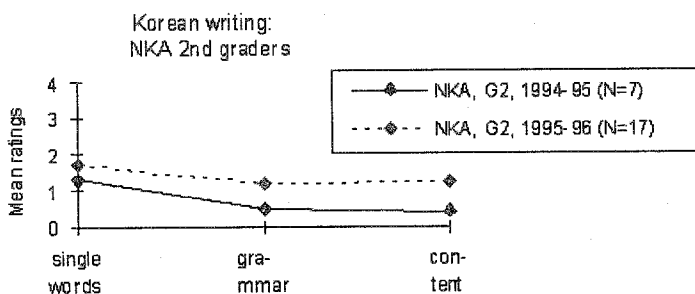 Korean writing:
NKA 2nd graders
4
3
2
1
0
Mean ratings
single
words
gra-
mmar
con-
tent
NKA, G2, 1994-95 (N=7)
NKA, G2, 1995-96 (N=17)